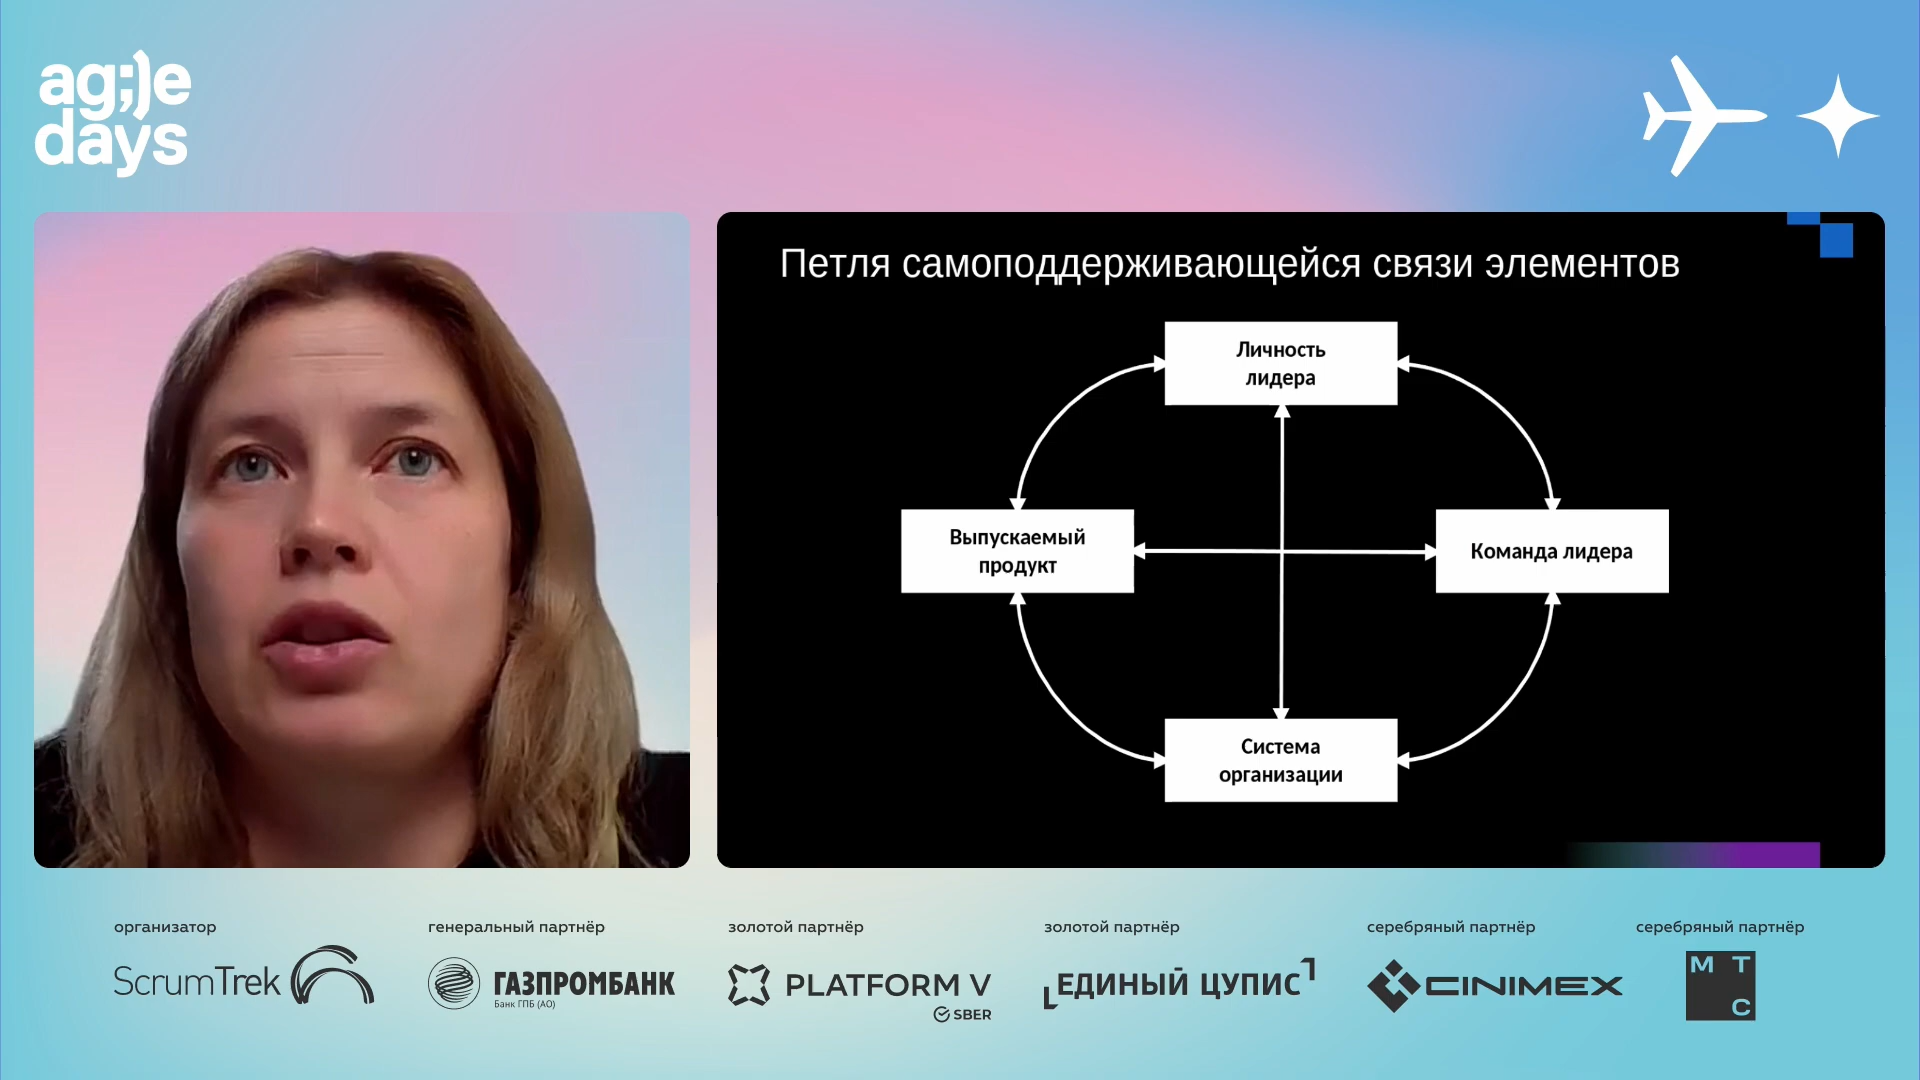 ag;)e
days
Петля самоподдерживающейся связи элементов
Личность
лидера
Выпускаемый
продукт
Команда лидера
Система
организации
организатор
генеральный партнёр
золотой партнёр
золотой партнёр
серебряный партнёр
серебряный партнёр
ScrumTrek
ГАЗПРОМБАНК
Банк ГПБ (АО)
PLATFORM V
SBER
ЕДИНЫЙ ЦУПИС
CINIMEX
М Т
С